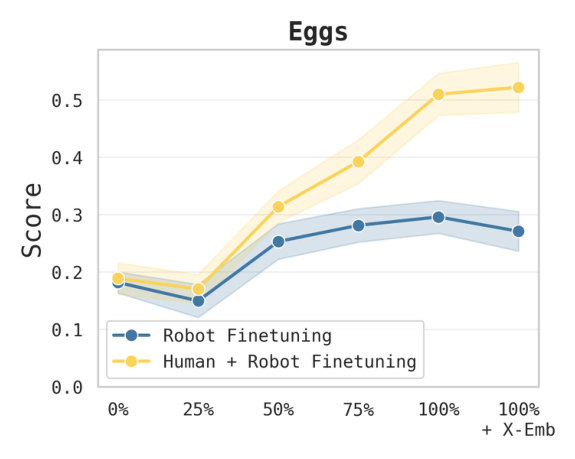 Eggs
Score
0.5
0.4
0.3
0.2
0.1
0.0
Robot Finetuning
Human + Robot Finetuning
0% 25% 50% 75% 100% 100%
+ X-Emb